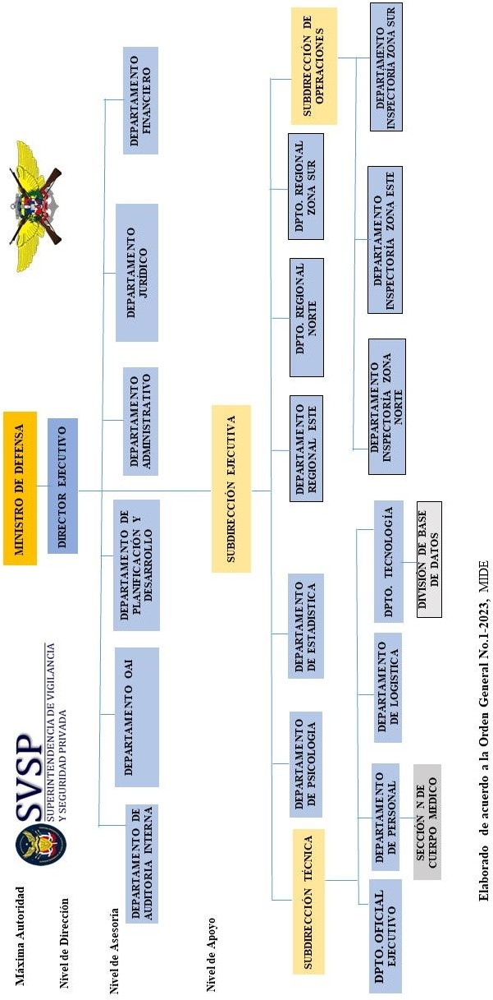 SVSP
SUPERINTENDENCIA DE VIGILANCIA
Y SEGURIDAD PRIVADA
Máxima Autoridad
MINISTRO DE DEFENSA
Nivel de Dirección
DIRECTOR EJECUTIVO
Nivel de Asesoría
DEPARTAMENTO DE
AUDITORIA INTERNA
DEPARTAMENTO OAI
DEPARTAMENTO DE
PLANIFICACIÓN Y
DESARROLLO
DEPARTAMENTO
ADMINISTRATIVO
DEPARTAMENTO
JURÍDICO
DEPARTAMENTO
FINANCIERO
Nivel de Apoyo
SUBDIRECCIÓN EJECUTIVA
SUBDIRECCIÓN TÉCNICA
DEPARTAMENTO
DE PSICOLOGIA
DEPARTAMENTO
DE ESTADISTICA
DEPARTAMENTO
REGIONAL ESTE
DPTO. REGIONAL
NORTE
DPTO. REGIONAL
ZONA SUR
SUBDIRECCIÓN DE
OPERACIONES
DPTO. OFICIAL
EJECUTIVO
DEPARTAMENTO
DE PERSONAL
DEPARTAMENTO
DE LOGISTICA
DPTO. TECNOLOGÍA
DEPARTAMENTO
INSPECTORÍA ZONA
NORTE
DEPARTAMENTO
INSPECTORÍA ZONA ESTE
DEPARTAMENTO
INSPECTORÍA ZONA SUR
SECCIÓN N DE
CUERPO MEDICO
DIVISIÓN DE BASE
DE DATOS
Elaborado de acuerdo a la Orden General No.1-2023, MIDE